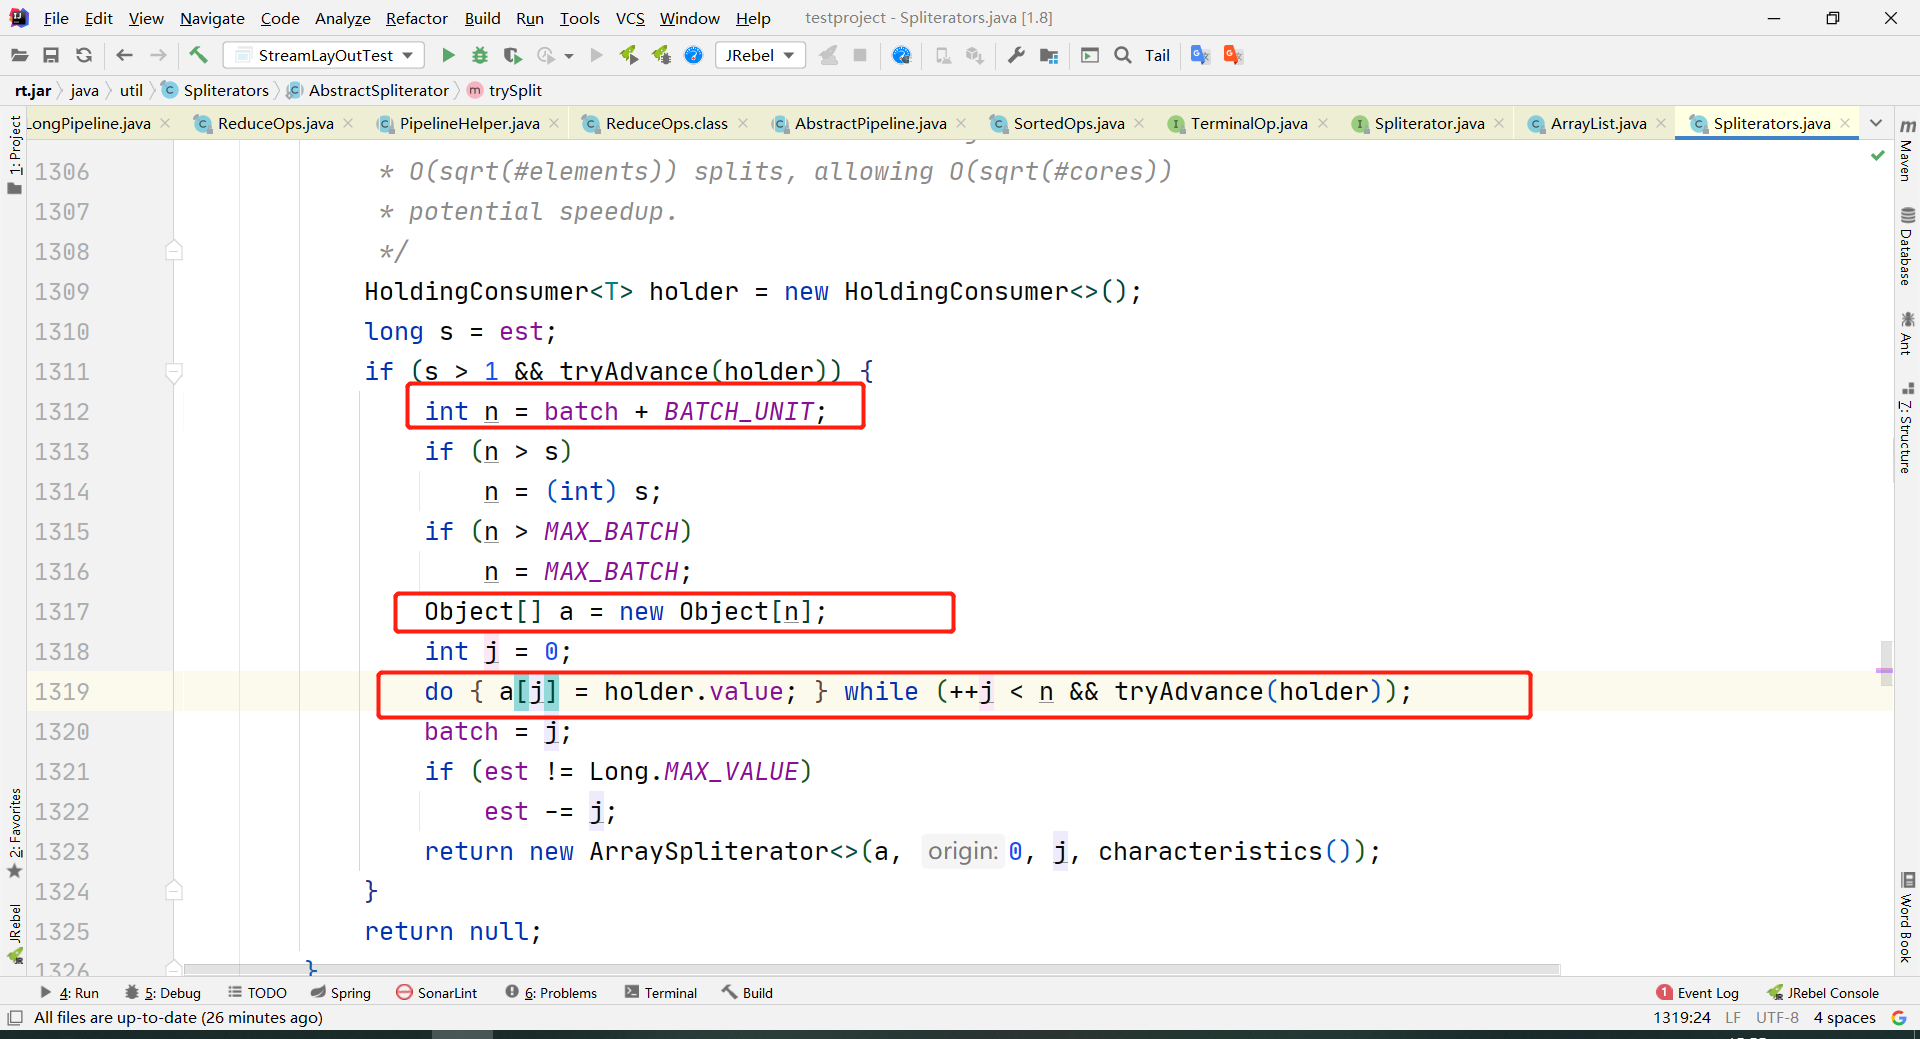 File Edit View Navigate Code Analyze Refactor Build Run Tools VCS Window Help testproject - Spliterators.java [1.8]
StreamLayOutTest JRebel Tail
rt.jar java util Spliterators AbstractSpliterator trySplit
LongPipeline.java ReduceOps.java PipelineHelper.java ReduceOps.class AbstractPipeline.java SortedOps.java TerminalOp.java Spliterator.java ArrayList.java Spliterators.java
1: Project
1306 * O(sqrt(#elements)) splits, allowing O(sqrt(#cores))
1307 * potential speedup.
1308 */
1309 HoldingConsumer<T> holder = new HoldingConsumer<>();
1310 long s = est;
1311 if (s > 1 && tryAdvance(holder)) {
1312 int n = batch + BATCH_UNIT;
1313 if (n > s)
1314 n = (int) s;
1315 if (n > MAX_BATCH)
1316 n = MAX_BATCH;
1317 Object[] a = new Object[n];
1318 int j = 0;
1319 do { a[j] = holder.value; } while (++j < n && tryAdvance(holder));
1320 batch = j;
1321 if (est != Long.MAX_VALUE)
1322 est -= j;
1323 return new ArraySpliterator<>(a, origin: 0, j, characteristics());
1324 }
1325 return null;
1326 }
2: Favorites
JRebel
Maven
Database
Ant
7: Structure
Word Book
4: Run 5: Debug TODO Spring SonarLint 6: Problems Terminal Build 1 Event Log JRebel Console
All files are up-to-date (26 minutes ago) 1319:24 LF UTF-8 4 spaces